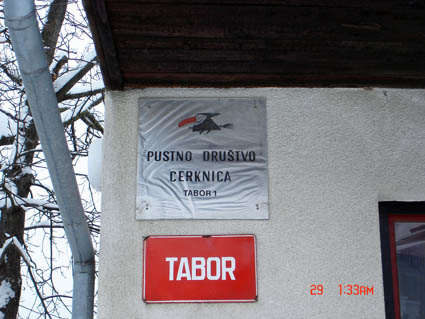 PUSTNO DRUŠTVO
CERKNICA
TABOR 1
TABOR
29 1:33AM